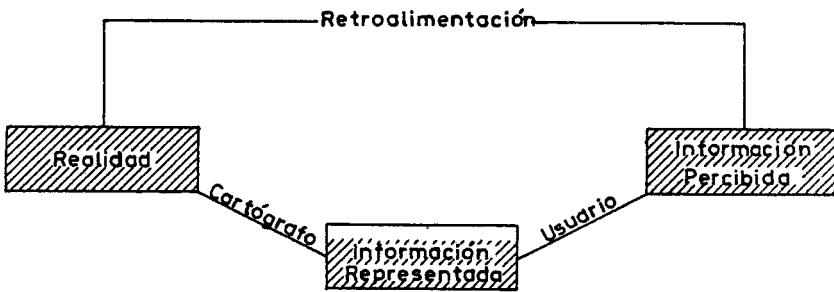 Retroalimentación
Realidad
Información
Percibida
Cartógrafo
Usuario
Información
Representada